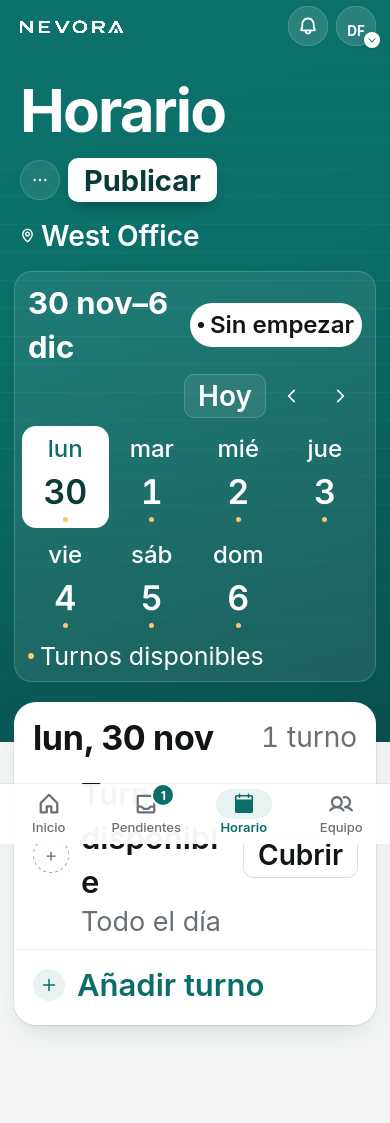 NEVORA
DF
Horario
Publicar
West Office
30 nov–6
dic
Sin empezar
Hoy
lun mar mié jue
30 1 2 3
vie sáb dom
4 5 6
Turnos disponibles
lun, 30 nov 1 turno
1
Inicio Pendientes Horario Equipo
disponibl
e
Cubrir
Todo el día
Añadir turno